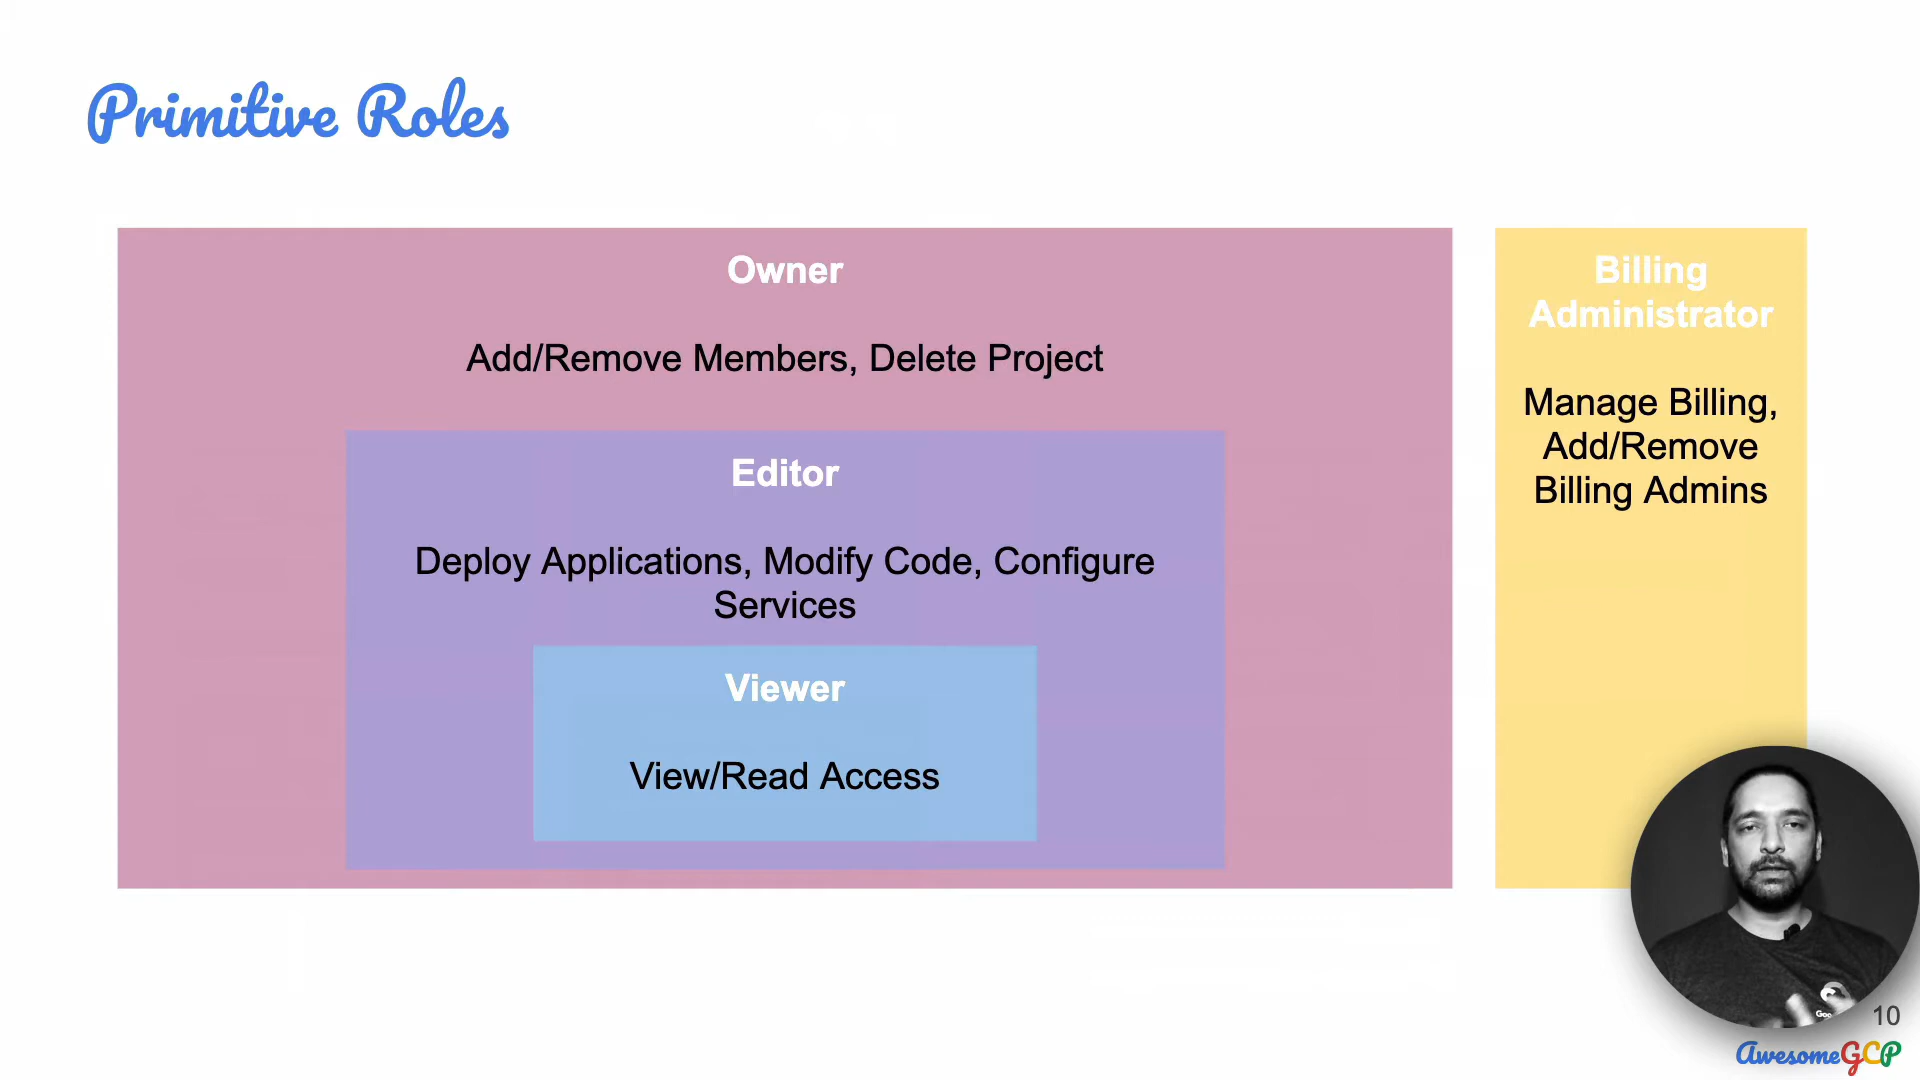 Primitive Roles
Owner
Add/Remove Members, Delete Project
Editor
Deploy Applications, Modify Code, Configure
Services
Viewer
View/Read Access
Billing
Administrator
Manage Billing,
Add/Remove
Billing Admins
10
AwesomeGCP